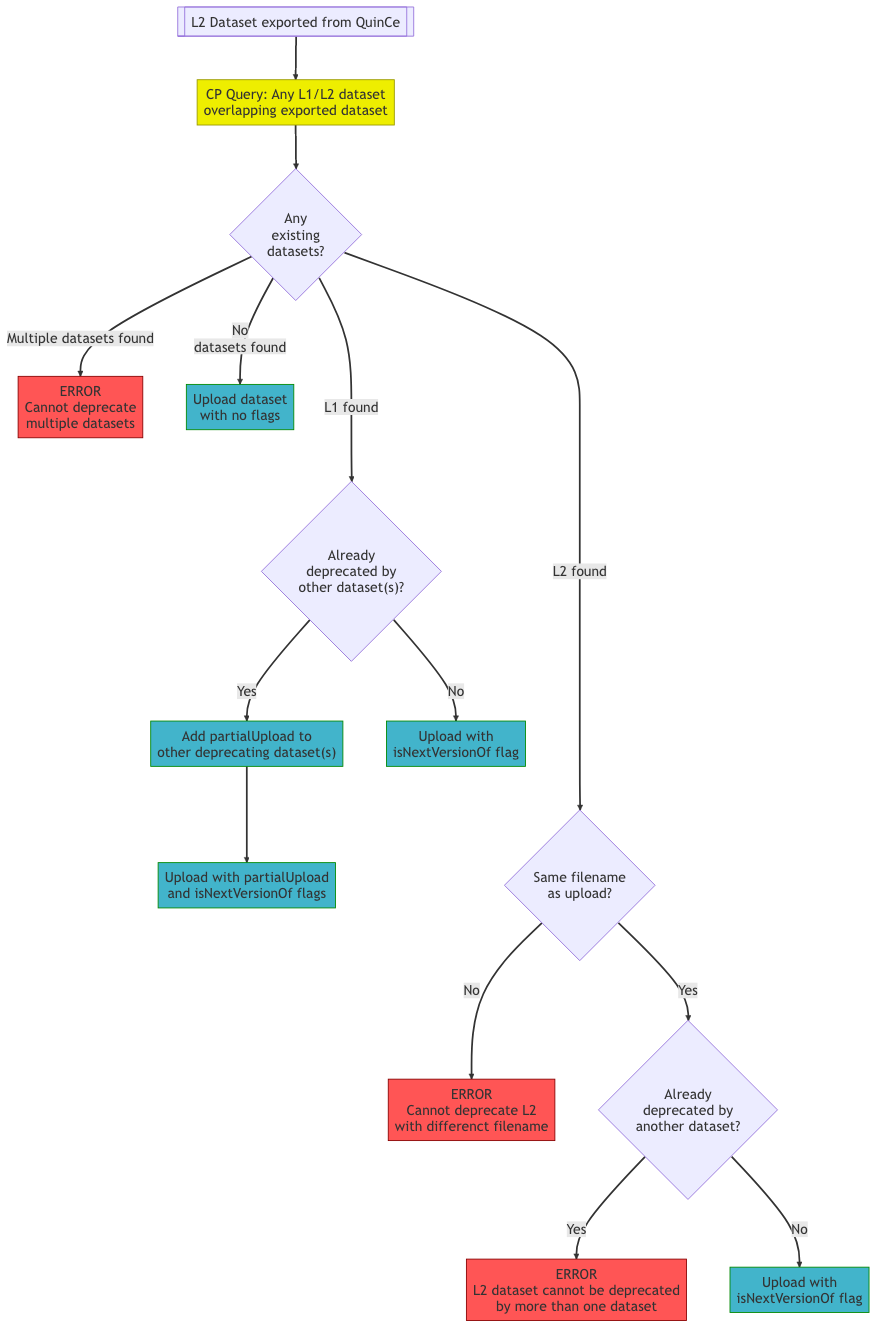 L2 Dataset exported from QuinCe
CP Query: Any L1/L2 dataset
overlapping exported dataset
Any
existing
datasets?
Multiple datasets found
No
datasets found
ERROR
Cannot deprecate
multiple datasets
Upload dataset
with no flags
L1 found
Already
deprecated by
other dataset(s)?
L2 found
Yes
No
Add partialUpload to
other deprecating dataset(s)
Upload with
isNextVersionOf flag
Upload with partialUpload
and isNextVersionOf flags
Same filename
as upload?
No
Yes
ERROR
Cannot deprecate L2
with differenct filename
Already
deprecated by
another dataset?
Yes
No
ERROR
L2 dataset cannot be deprecated
by more than one dataset
Upload with
isNextVersionOf flag